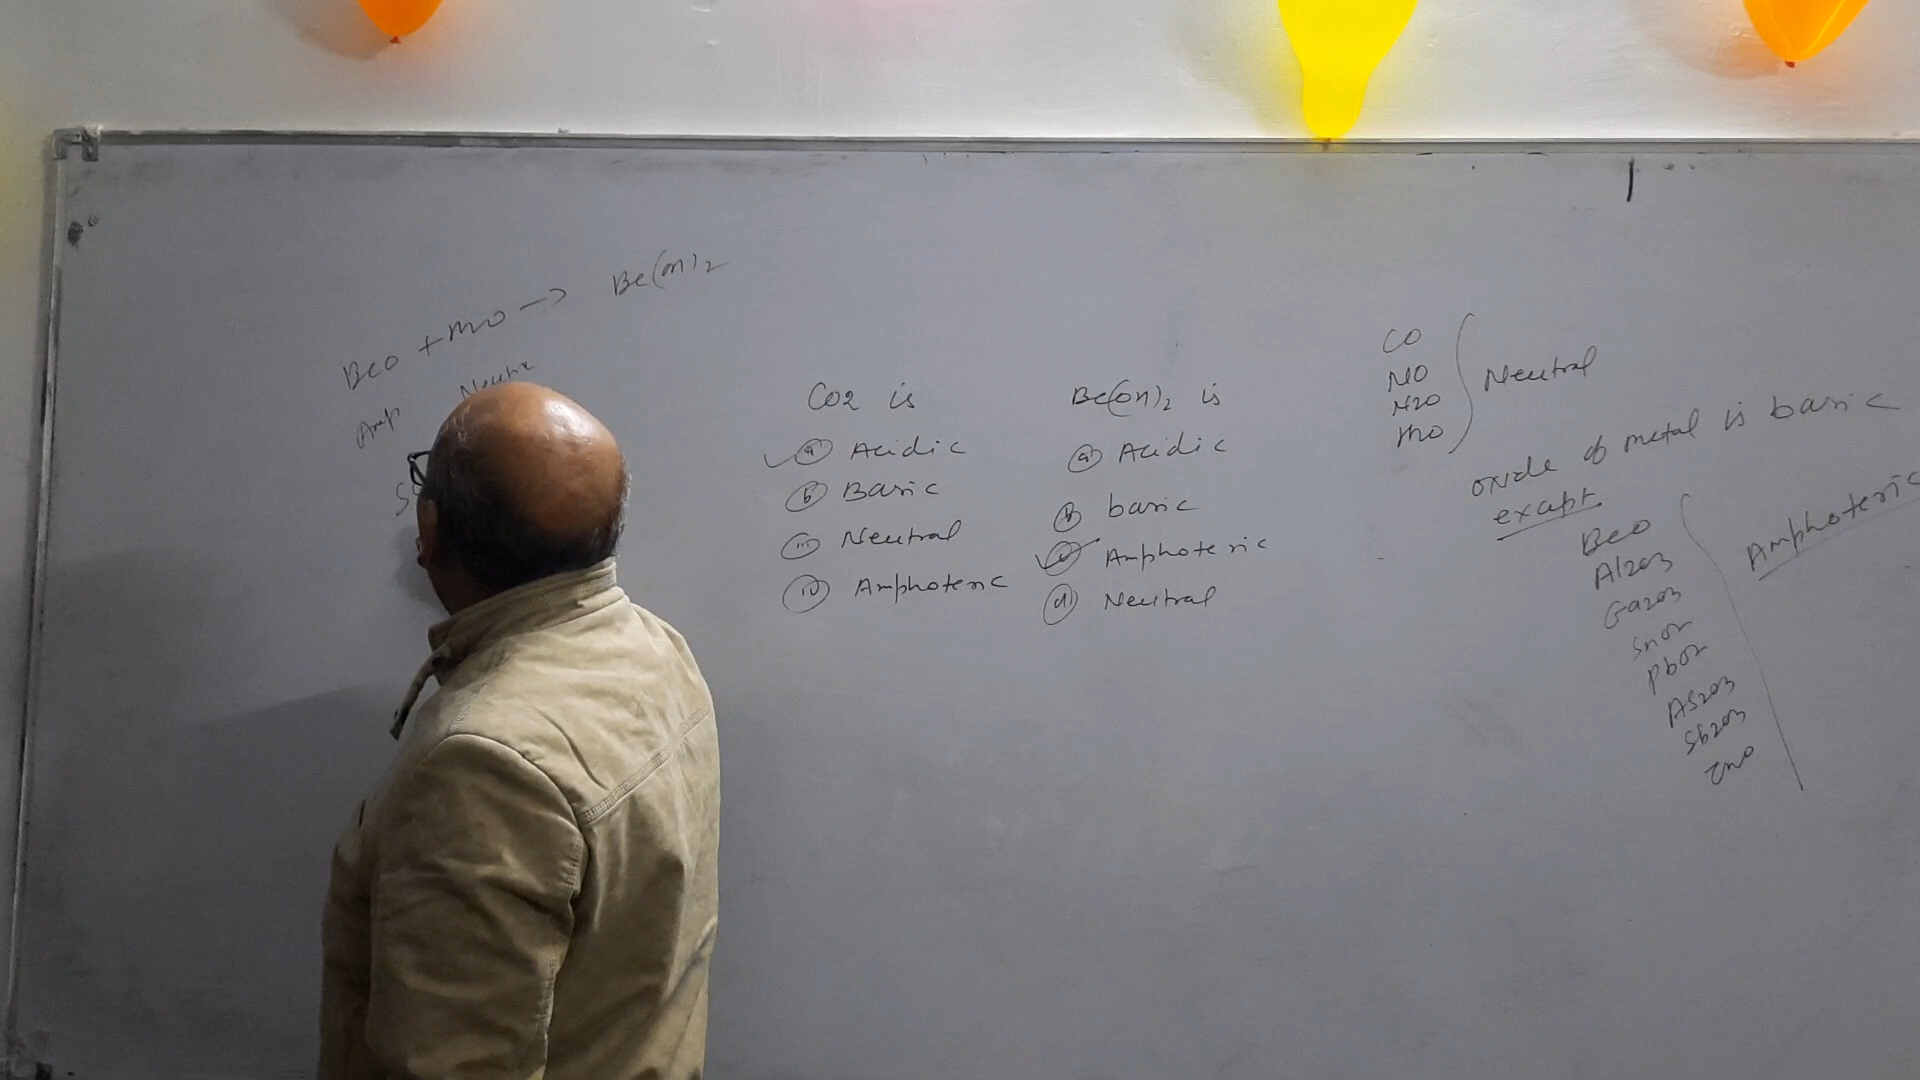 BeO + H2O → Be(OH)2
Amp Neutr
S
CO2 is
(a) Acidic
(b) Basic
(iii) Neutral
(iv) Amphoteric
Be(OH)2 is
(a) Acidic
(b) basic
(c) Amphoteric
(d) Neutral
CO
NO
N2O
H2O
Neutral
oxide of metal is basic
except
BeO
Al2O3
Ga2O3
SnO2
PbO2
As2O3
Sb2O3
ZnO
Amphoteric